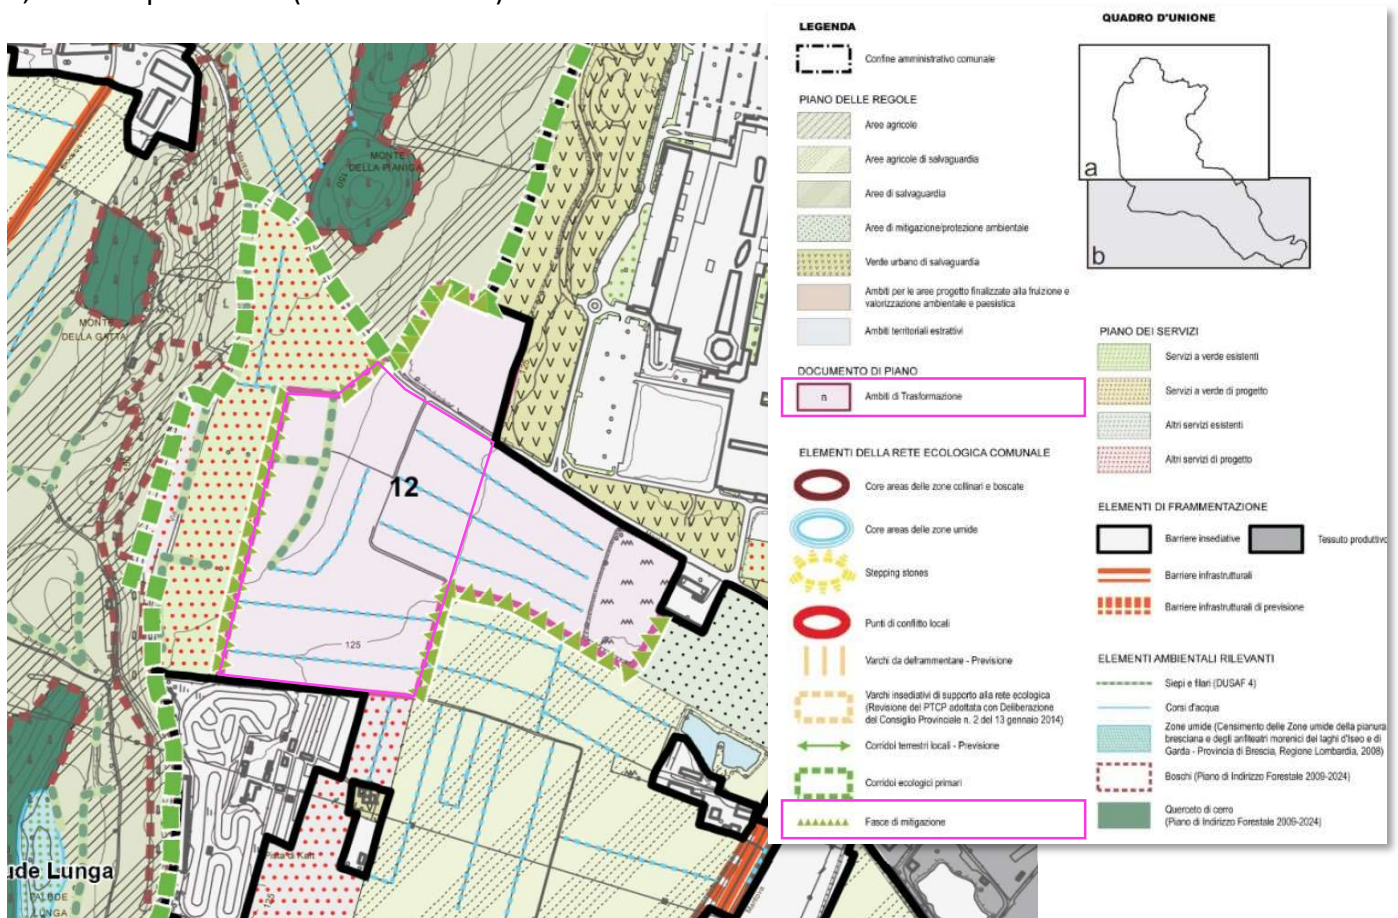 MONTE
DELLA PIANICA
150
MONTE
DELLA GATTA
12
125
125
125
Pista di Kart
ude Lunga
PALUDE
LUNGA
Mantova
LEGENDA
Confine amministrativo comunale
PIANO DELLE REGOLE
Aree agricole
Aree agricole di salvaguardia
Aree di salvaguardia
Aree di mitigazione/protezione ambientale
Verde urbano di salvaguardia
Ambiti per le aree progetto finalizzate alla fruizione e
valorizzazione ambientale e paesistica
Ambiti territoriali estrattivi
DOCUMENTO DI PIANO
n
Ambiti di Trasformazione
ELEMENTI DELLA RETE ECOLOGICA COMUNALE
Core areas delle zone collinari e boscate
Core areas delle zone umide
Stepping stones
Punti di conflitto locali
Varchi da deframmentare - Previsione
Varchi insediativi di supporto alla rete ecologica
(Revisione del PTCP adottata con Deliberazione
del Consiglio Provinciale n. 2 del 13 gennaio 2014)
Corridoi terrestri locali - Previsione
Corridoi ecologici primari
Fasce di mitigazione
QUADRO D'UNIONE
a
b
PIANO DEI SERVIZI
Servizi a verde esistenti
Servizi a verde di progetto
Altri servizi esistenti
Altri servizi di progetto
ELEMENTI DI FRAMMENTAZIONE
Barriere insediative
Tessuto produttivo
Barriere infrastrutturali
Barriere infrastrutturali di previsione
ELEMENTI AMBIENTALI RILEVANTI
Siepi e filari (DUSAF 4)
Corsi d'acqua
Zone umide (Censimento delle Zone umide della pianura
bresciana e degli anfiteatri morenici dei laghi d'Iseo e di
Garda - Provincia di Brescia, Regione Lombardia, 2008)
Boschi (Piano di Indirizzo Forestale 2009-2024)
Querceto di cerro
(Piano di Indirizzo Forestale 2009-2024)